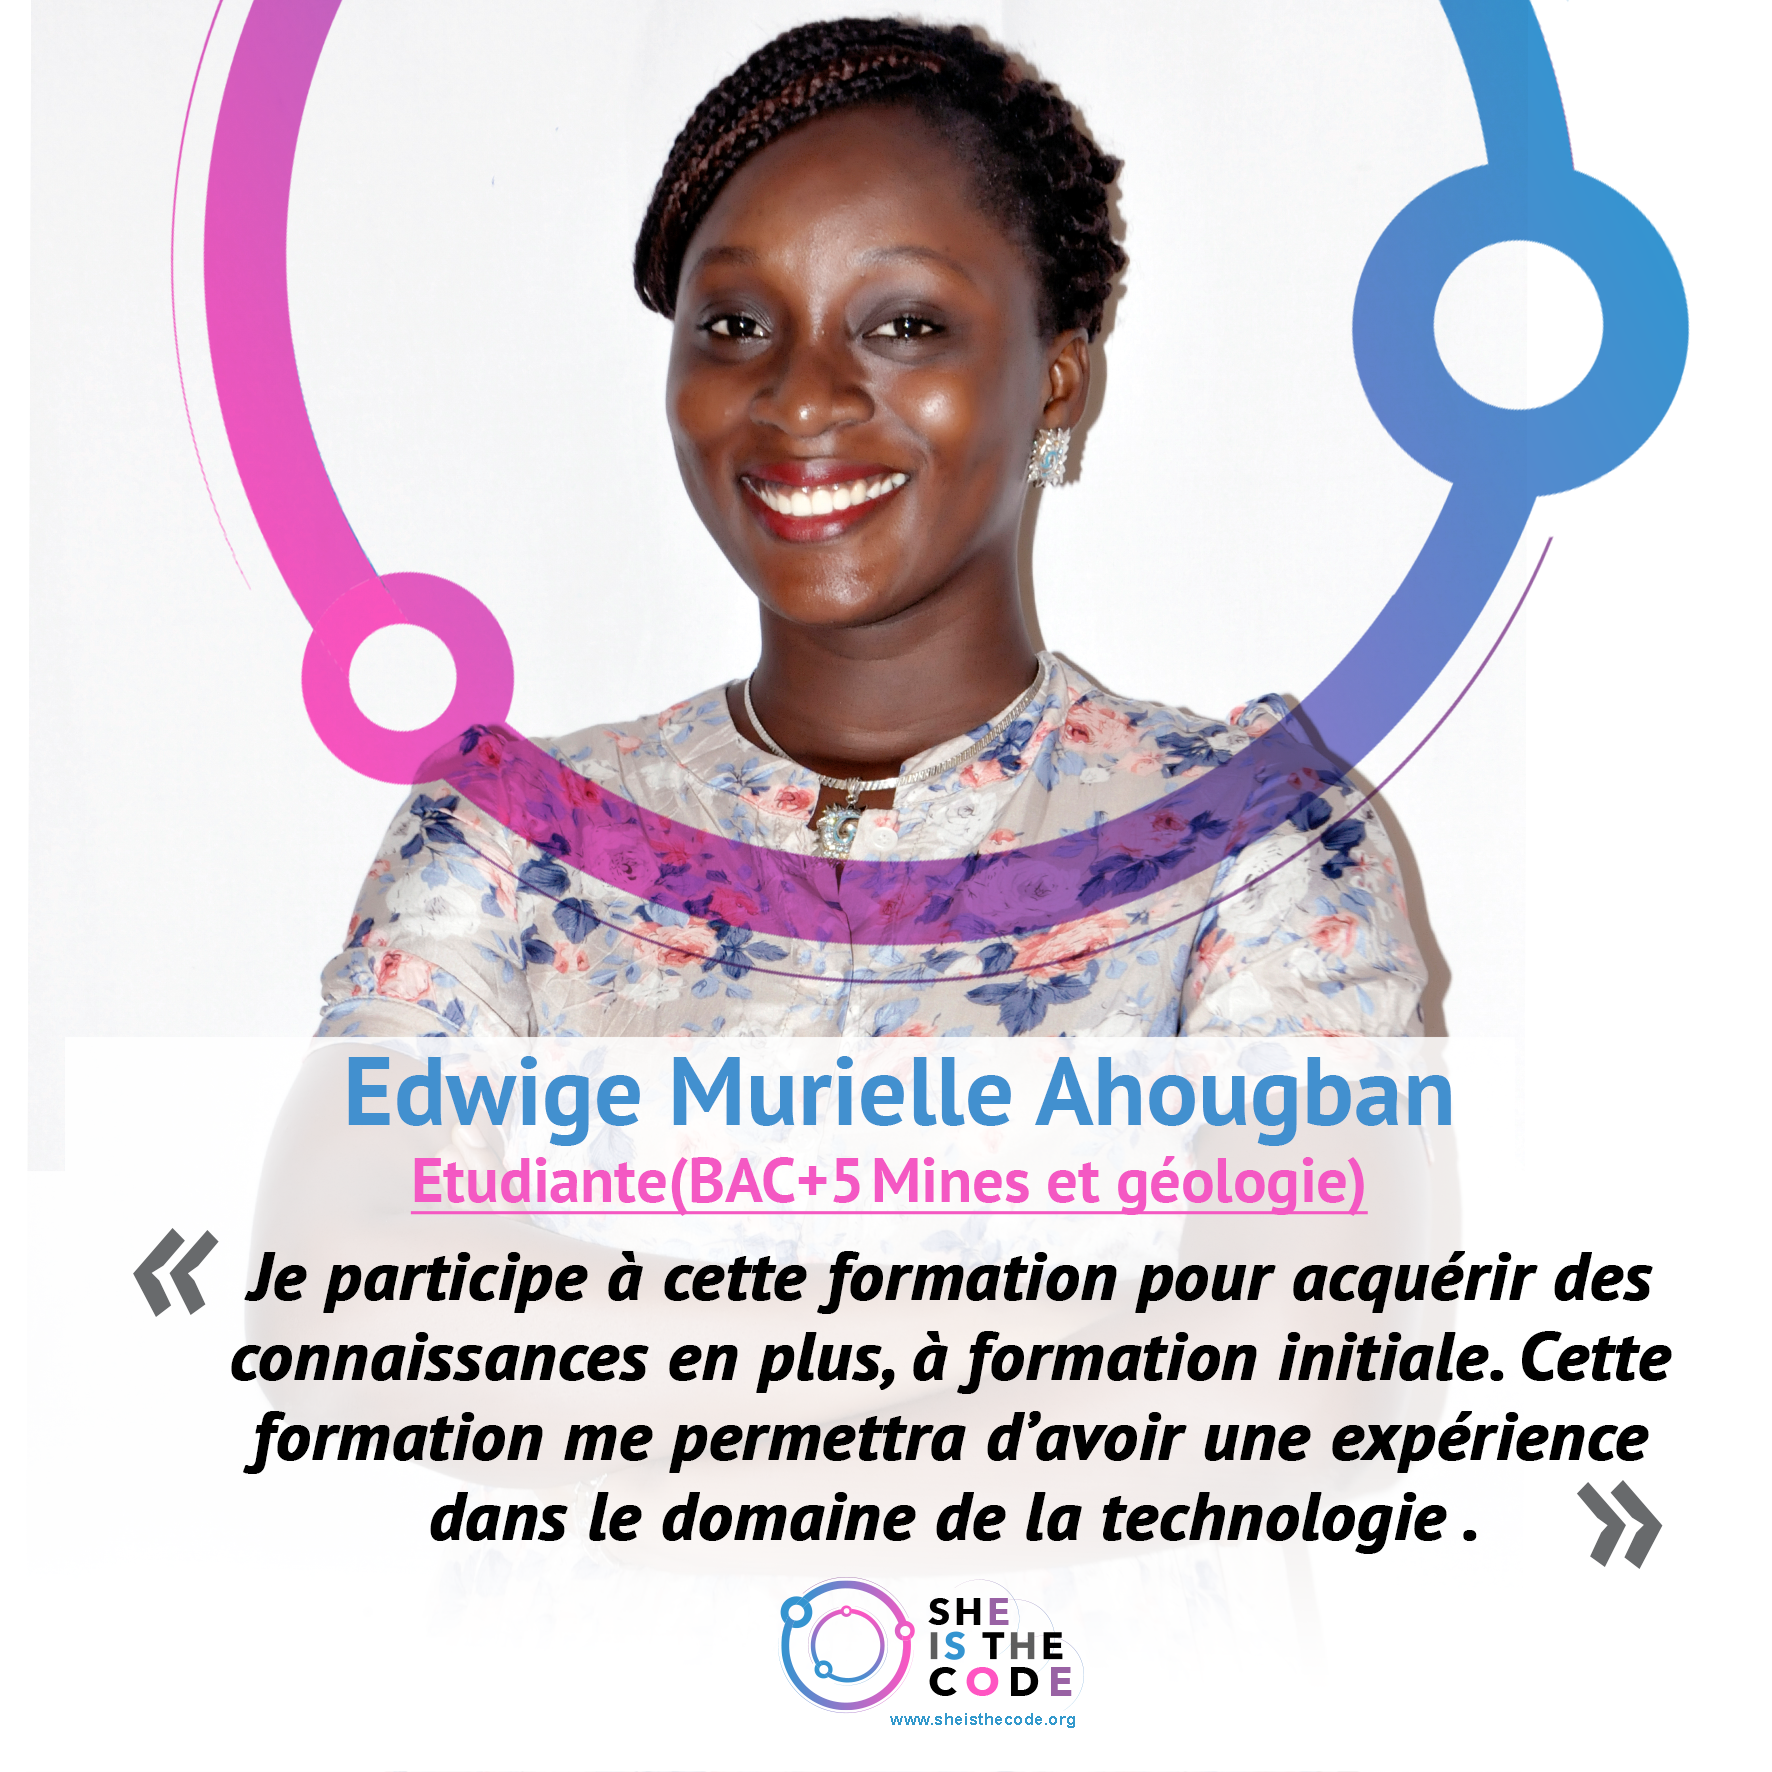 Edwige Murielle Ahougban
Etudiante(BAC+5 Mines et géologie)
« Je participe à cette formation pour acquérir des
connaissances en plus, à formation initiale. Cette
formation me permettra d’avoir une expérience
dans le domaine de la technologie . »
SHE
IS THE
CODE
www.sheisthecode.org